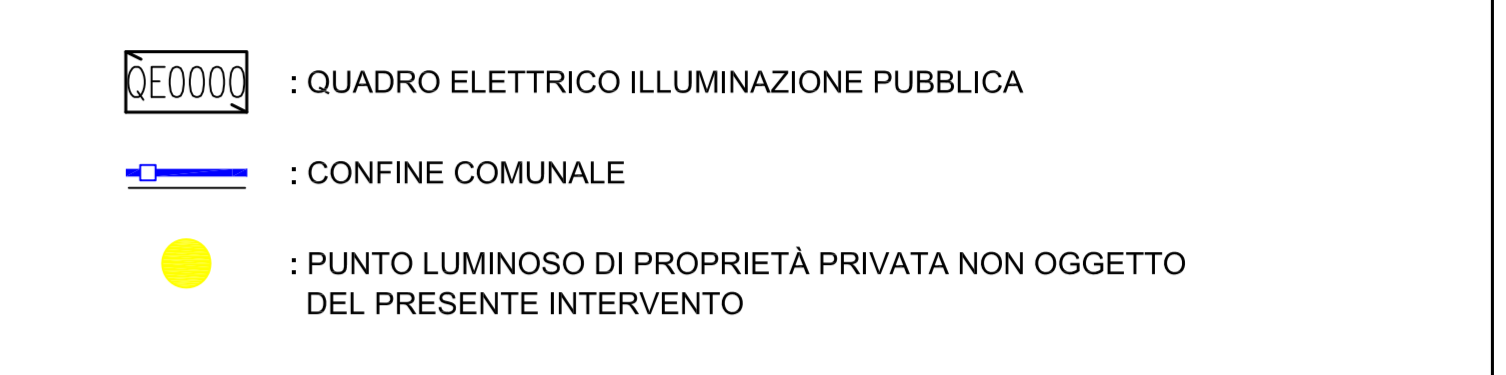 QE0000 : QUADRO ELETTRICO ILLUMINAZIONE PUBBLICA
: CONFINE COMUNALE
: PUNTO LUMINOSO DI PROPRIETÀ PRIVATA NON OGGETTO
DEL PRESENTE INTERVENTO